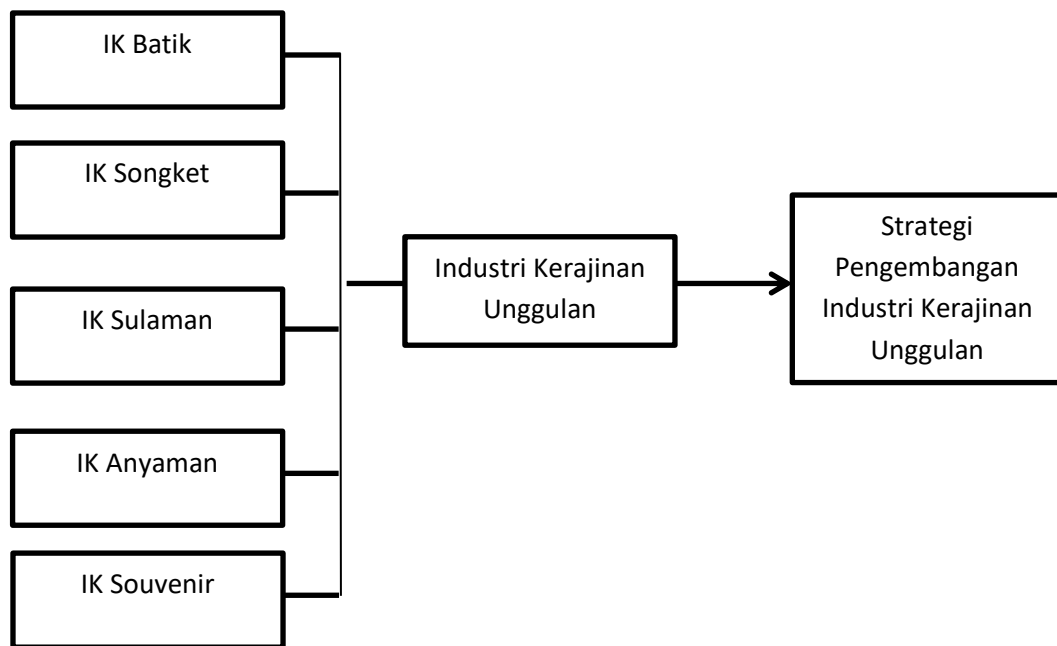 IK Batik
IK Songket
IK Sulaman
IK Anyaman
IK Souvenir
Industri Kerajinan
Unggulan
Strategi
Pengembangan
Industri Kerajinan
Unggulan